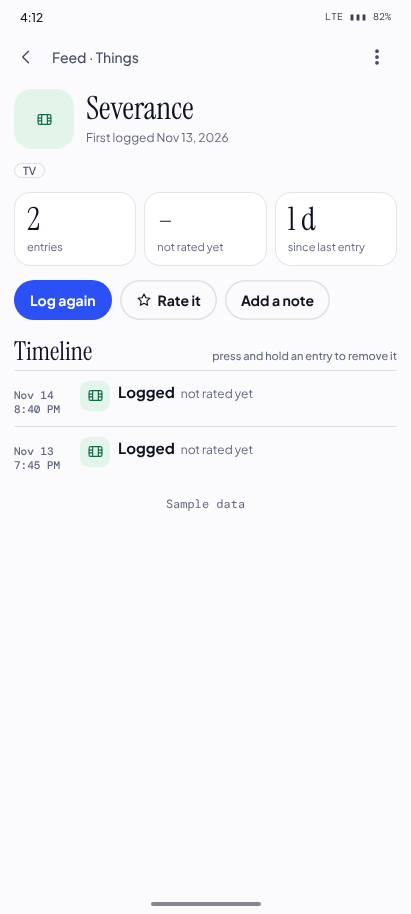 4:12
LTE 82%
Feed · Things
Severance
First logged Nov 13, 2026
TV
2
entries
–
not rated yet
1 d
since last entry
Log again
Rate it
Add a note
Timeline
press and hold an entry to remove it
Nov 14
8:40 PM
Logged not rated yet
Nov 13
7:45 PM
Logged not rated yet
Sample data